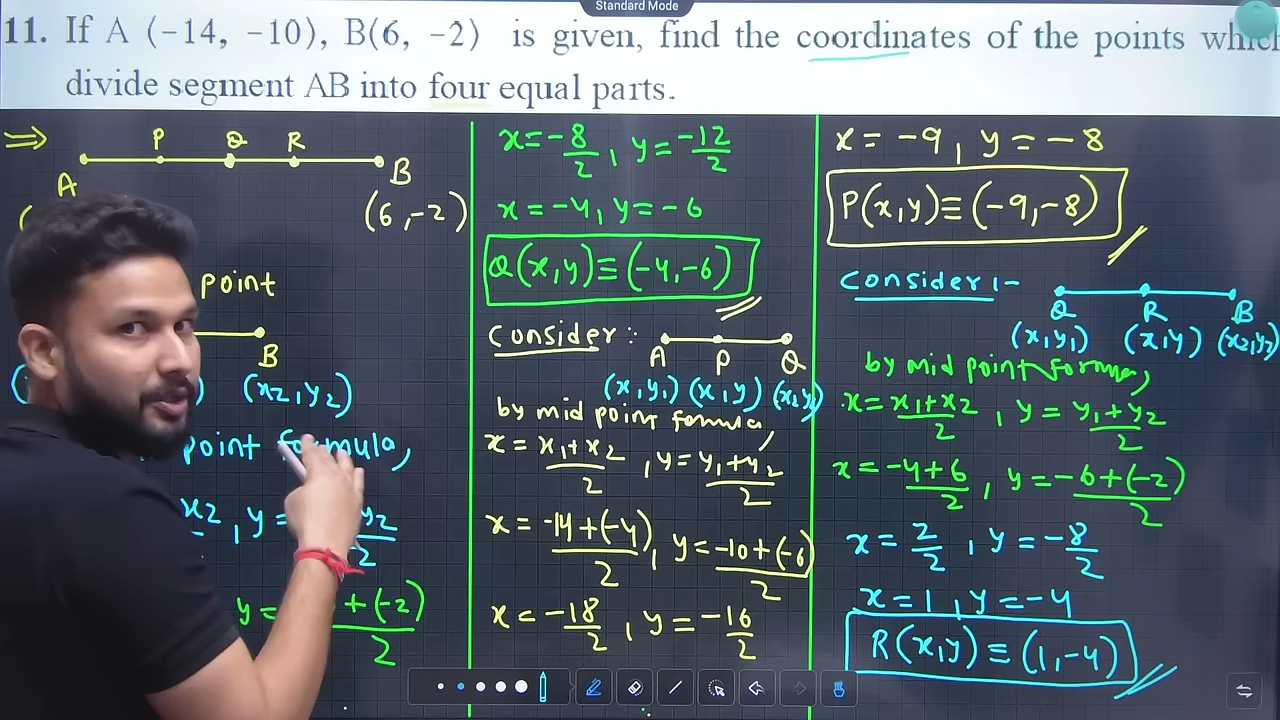 Standard Mode
11. If A (-14, -10), B(6, -2) is given, find the coordinates of the points which
divide segment AB into four equal parts.
⇒
P Q R
A B
(6,-2)
point
B
(x2,y2)
point formula,
x2, y= y2
2
y= +(-2)
2
x=-8/2, y=-12/2
x=-4, y=-6
Q(x,y)≡(-4,-6)
Consider:
A P Q
(x,y1) (x,y) (x2y
by mid point formula,
x=x1+x2/2, y=y1+y2/2
x=-14+(-4)/2, y=-10+(-6)/2
x=-18/2, y=-16/2
x=-9, y=-8
P(x,y)≡(-9,-8)
Consider:-
Q R B
(x,y1) (x,y) (x2,y2)
by mid point formula,
x=x1+x2/2, y=y1+y2/2
x=-4+6/2, y=-6+(-2)/2
x=2/2, y=-8/2
x=1, y=-4
R(x,y)≡(1,-4)